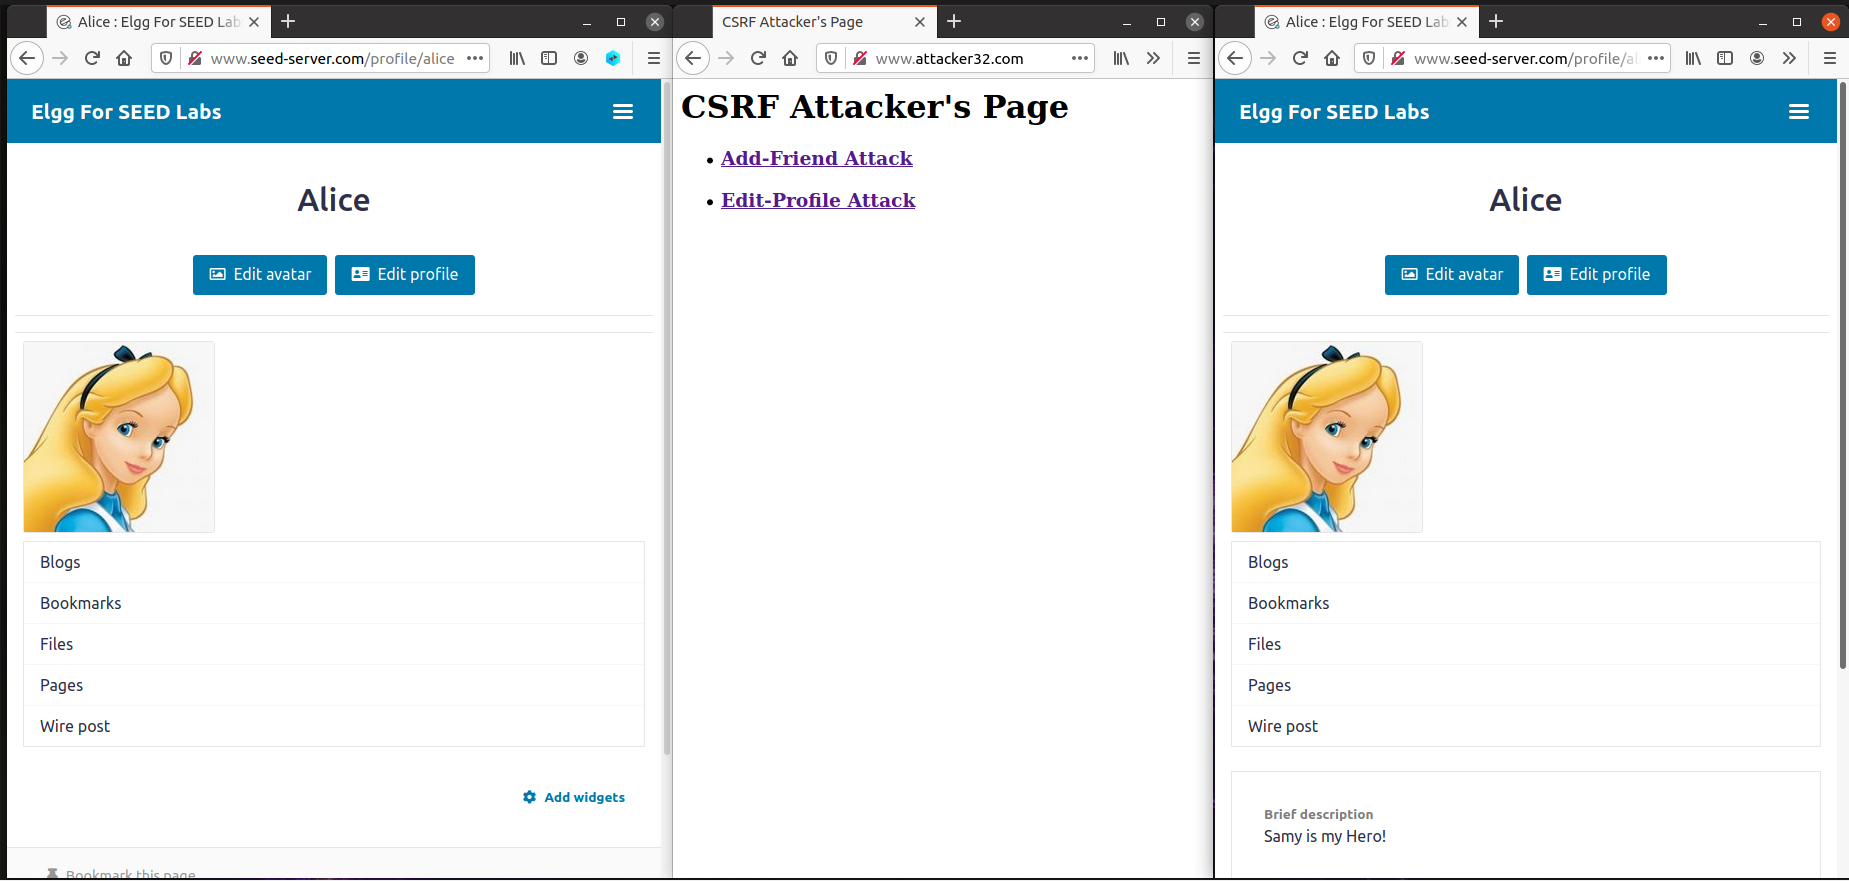 Alice : Elgg For SEED Lab
www.seed-server.com/profile/alice
Elgg For SEED Labs
Alice
Edit avatar
Edit profile
Blogs
Bookmarks
Files
Pages
Wire post
Add widgets
Bookmark this page
CSRF Attacker's Page
www.attacker32.com
CSRF Attacker's Page
• Add-Friend Attack
• Edit-Profile Attack
Alice : Elgg For SEED Lab
www.seed-server.com/profile/al
Elgg For SEED Labs
Alice
Edit avatar
Edit profile
Blogs
Bookmarks
Files
Pages
Wire post
Brief description
Samy is my Hero!